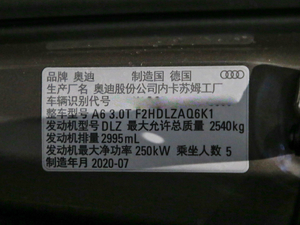 品牌 奥迪 制造国 德国
生产厂名 奥迪股份公司内卡苏姆工厂
车辆识别代号
整车型号 A6 3.0T F2HDLZAQ6K1
发动机型号 DLZ 最大允许总质量 2540kg
发动机排量 2995mL
发动机最大净功率 250kW 乘坐人数 5
制造年月 2020-07